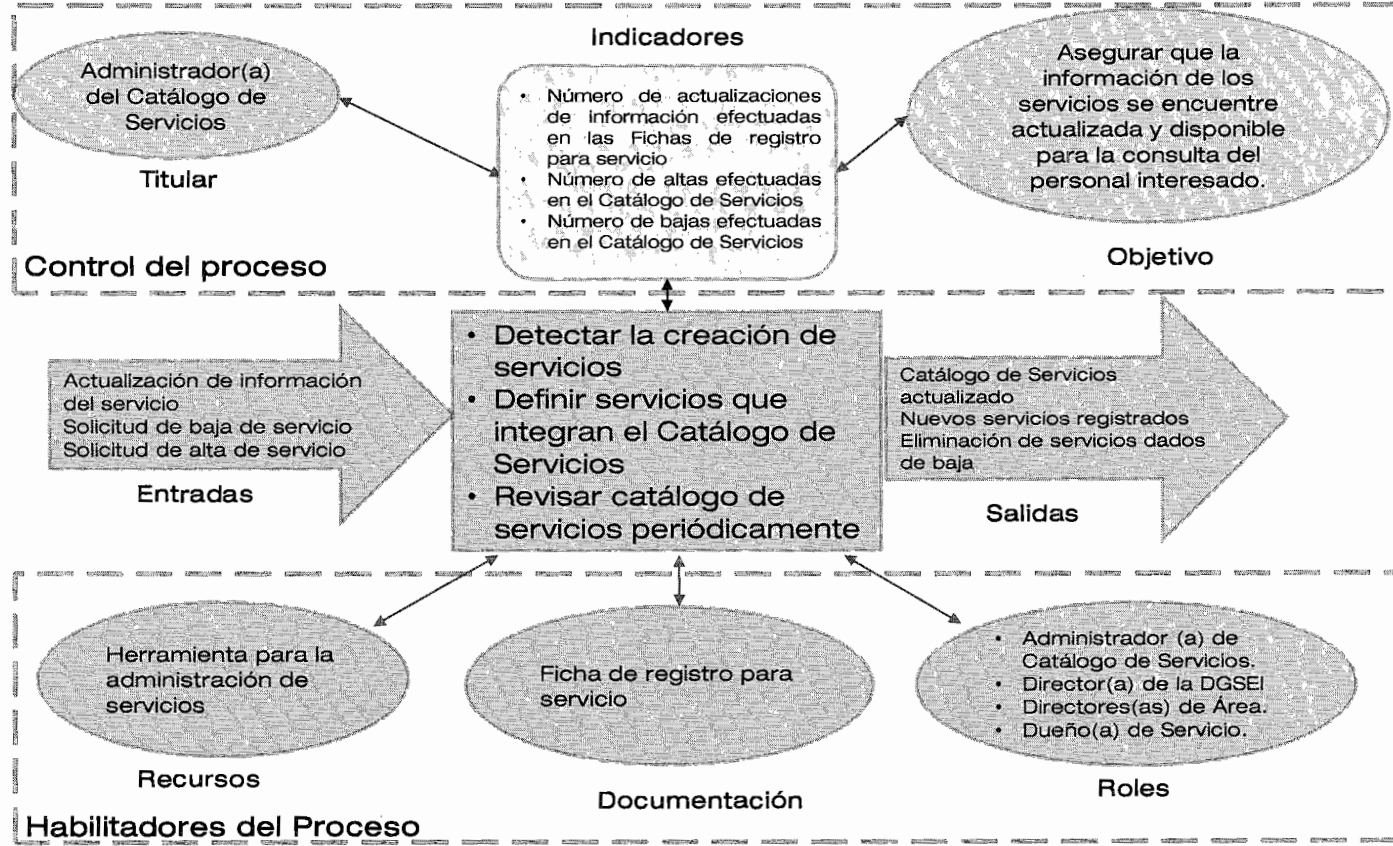 Indicadores
Administrador(a)
del Catálogo de
Servicios
Titular
• Número de actualizaciones
de información efectuadas
en las Fichas de registro
para servicio
• Número de altas efectuadas
en el Catálogo de Servicios
• Número de bajas efectuadas
en el Catálogo de Servicios
Asegurar que la
información de los
servicios se encuentre
actualizada y disponible
para la consulta del
personal interesado.
Objetivo
Control del proceso
Actualización de información
del servicio
Solicitud de baja de servicio
Solicitud de alta de servicio
Entradas
• Detectar la creación de
servicios
• Definir servicios que
integran el Catálogo de
Servicios
• Revisar catálogo de
servicios periódicamente
Catálogo de Servicios
actualizado
Nuevos servicios registrados
Eliminación de servicios dados
de baja
Salidas
Herramienta para la
administración de
servicios
Recursos
Ficha de registro para
servicio
Documentación
• Administrador (a) de
Catálogo de Servicios.
• Director(a) de la DGSEI
• Directores(as) de Área.
• Dueño(a) de Servicio.
Roles
Habilitadores del Proceso